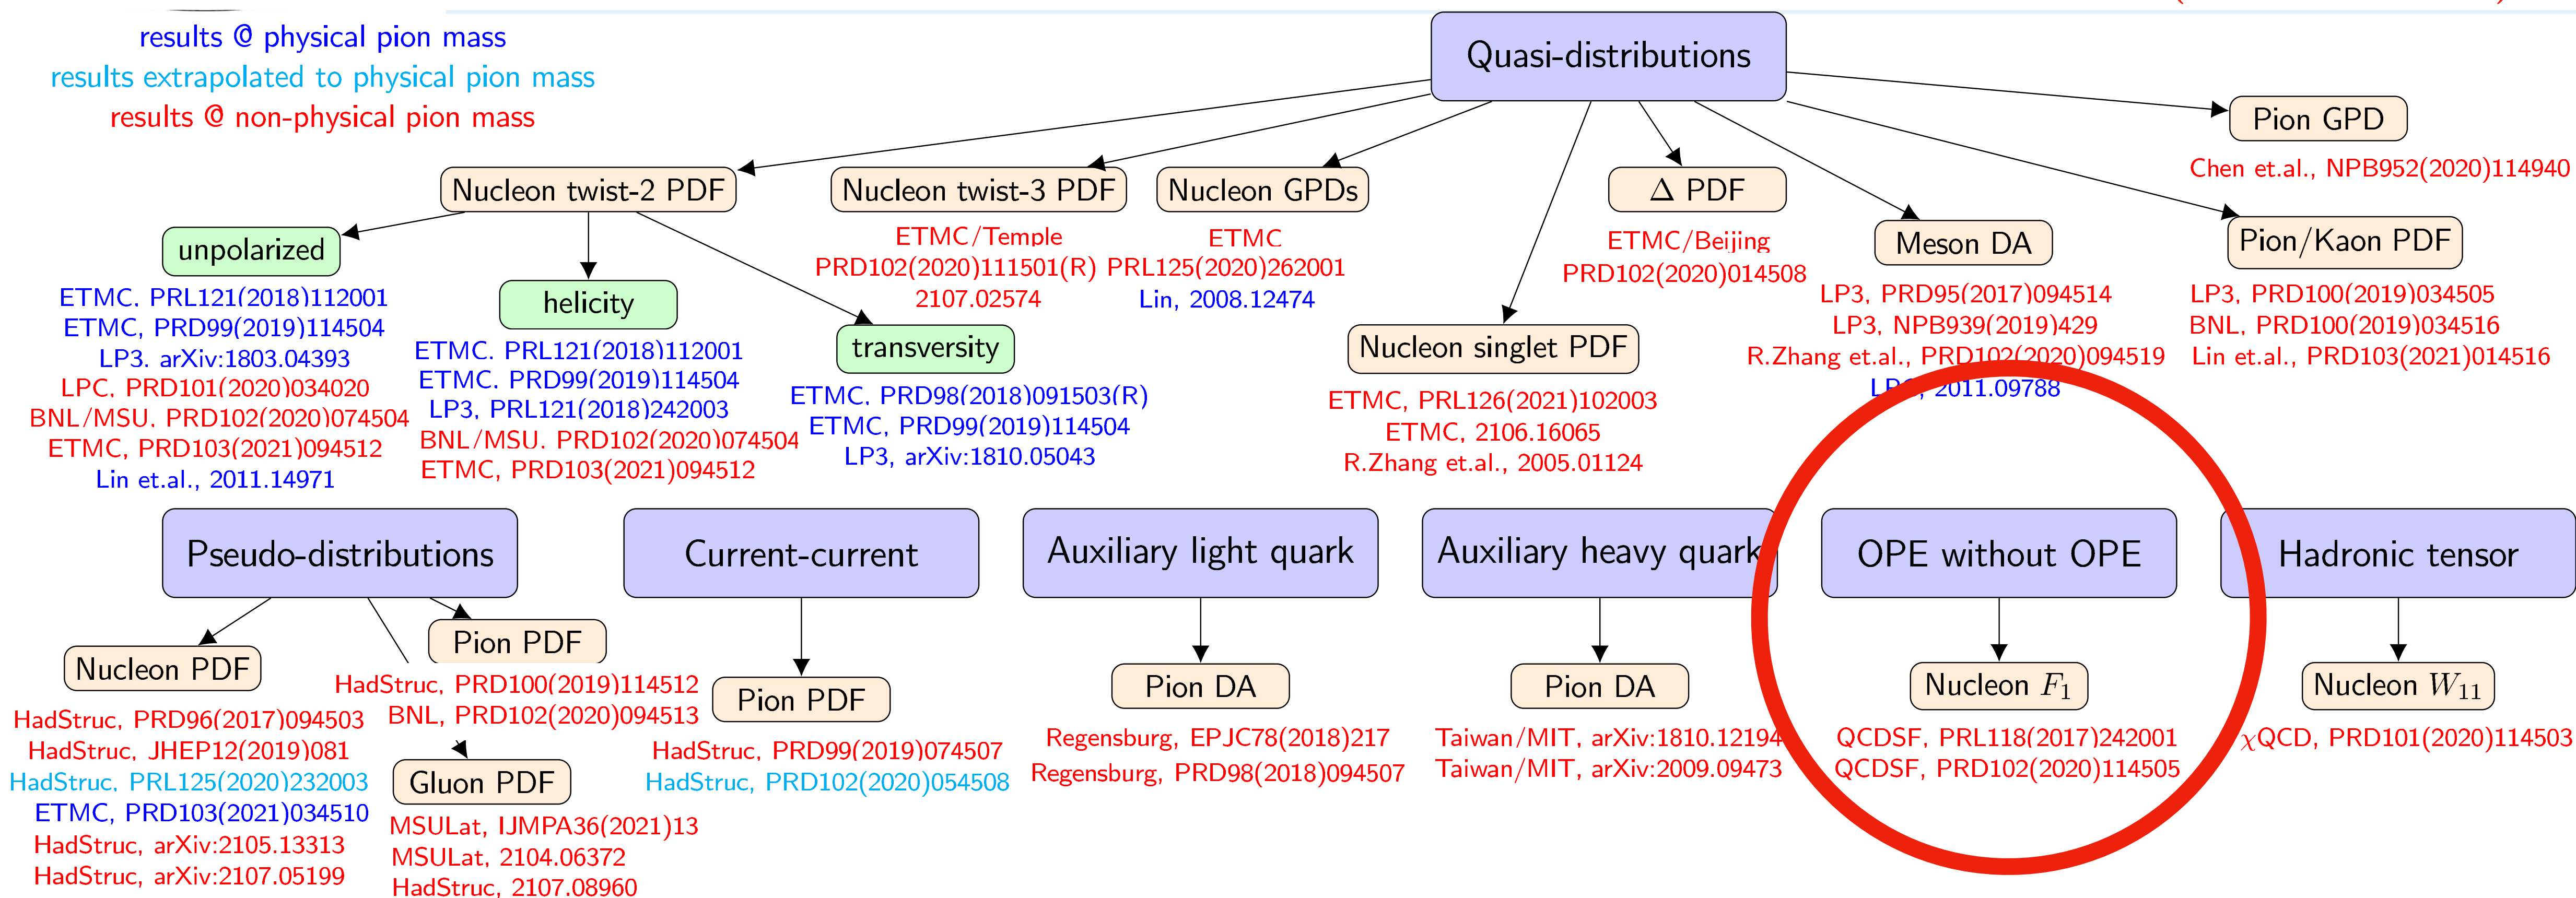 results @ physical pion mass
results extrapolated to physical pion mass
results @ non-physical pion mass
Quasi-distributions
Pion GPD
Chen et.al., NPB952(2020)114940
Nucleon twist-2 PDF
Nucleon twist-3 PDF
ETMC/Temple
PRD102(2020)111501(R)
2107.02574
Nucleon GPDs
ETMC
PRL125(2020)262001
Lin, 2008.12474
Δ PDF
ETMC/Beijing
PRD102(2020)014508
Meson DA
LP3, PRD95(2017)094514
LP3, NPB939(2019)429
R.Zhang et.al., PRD102(2020)094519
2011.09788
Pion/Kaon PDF
LP3, PRD100(2019)034505
BNL, PRD100(2019)034516
Lin et.al., PRD103(2021)014516
unpolarized
ETMC, PRL121(2018)112001
ETMC, PRD99(2019)114504
LP3, arXiv:1803.04393
LPC, PRD101(2020)034020
BNL/MSU, PRD102(2020)074504
ETMC, PRD103(2021)094512
Lin et.al., 2011.14971
helicity
ETMC, PRL121(2018)112001
ETMC, PRD99(2019)114504
LP3, PRL121(2018)242003
BNL/MSU, PRD102(2020)074504
ETMC, PRD103(2021)094512
transversity
ETMC, PRD98(2018)091503(R)
ETMC, PRD99(2019)114504
LP3, arXiv:1810.05043
Nucleon singlet PDF
ETMC, PRL126(2021)102003
ETMC, 2106.16065
R.Zhang et.al., 2005.01124
Pseudo-distributions
Nucleon PDF
HadStruc, PRD96(2017)094503
HadStruc, JHEP12(2019)081
HadStruc, PRL125(2020)232003
ETMC, PRD103(2021)034510
HadStruc, arXiv:2105.13313
HadStruc, arXiv:2107.05199
Pion PDF
HadStruc, PRD100(2019)114512
BNL, PRD102(2020)094513
Gluon PDF
MSULat, IJMPA36(2021)13
MSULat, 2104.06372
HadStruc, 2107.08960
Current-current
Pion PDF
HadStruc, PRD99(2019)074507
HadStruc, PRD102(2020)054508
Auxiliary light quark
Pion DA
Regensburg, EPJC78(2018)217
Regensburg, PRD98(2018)094507
Auxiliary heavy quark
Pion DA
Taiwan/MIT, arXiv:1810.12194
Taiwan/MIT, arXiv:2009.09473
OPE without OPE
Nucleon F₁
QCDSF, PRL118(2017)242001
QCDSF, PRD102(2020)114505
Hadronic tensor
Nucleon W₁₁
χQCD, PRD101(2020)114503